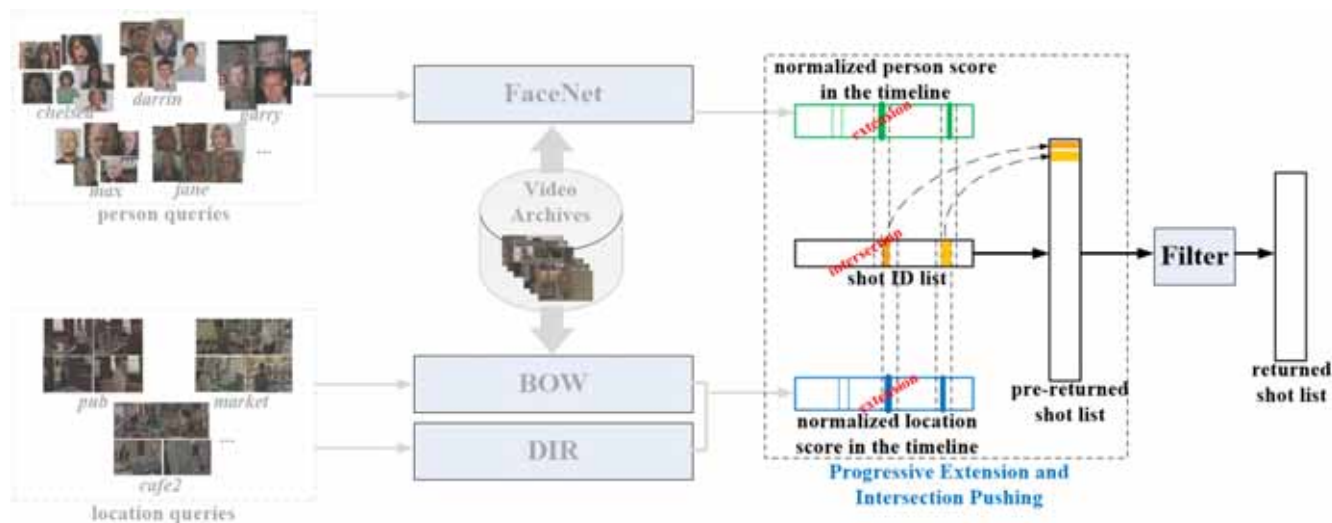 chelsea
darrin
garry
max
jane
...
person queries
pub
market
cafe2
...
location queries
FaceNet
Video
Archives
BOW
DIR
normalized person score
in the timeline
extension
intersection
shot ID list
extension
normalized location
score in the timeline
pre-returned
shot list
Progressive Extension and
Intersection Pushing
Filter
returned
shot list